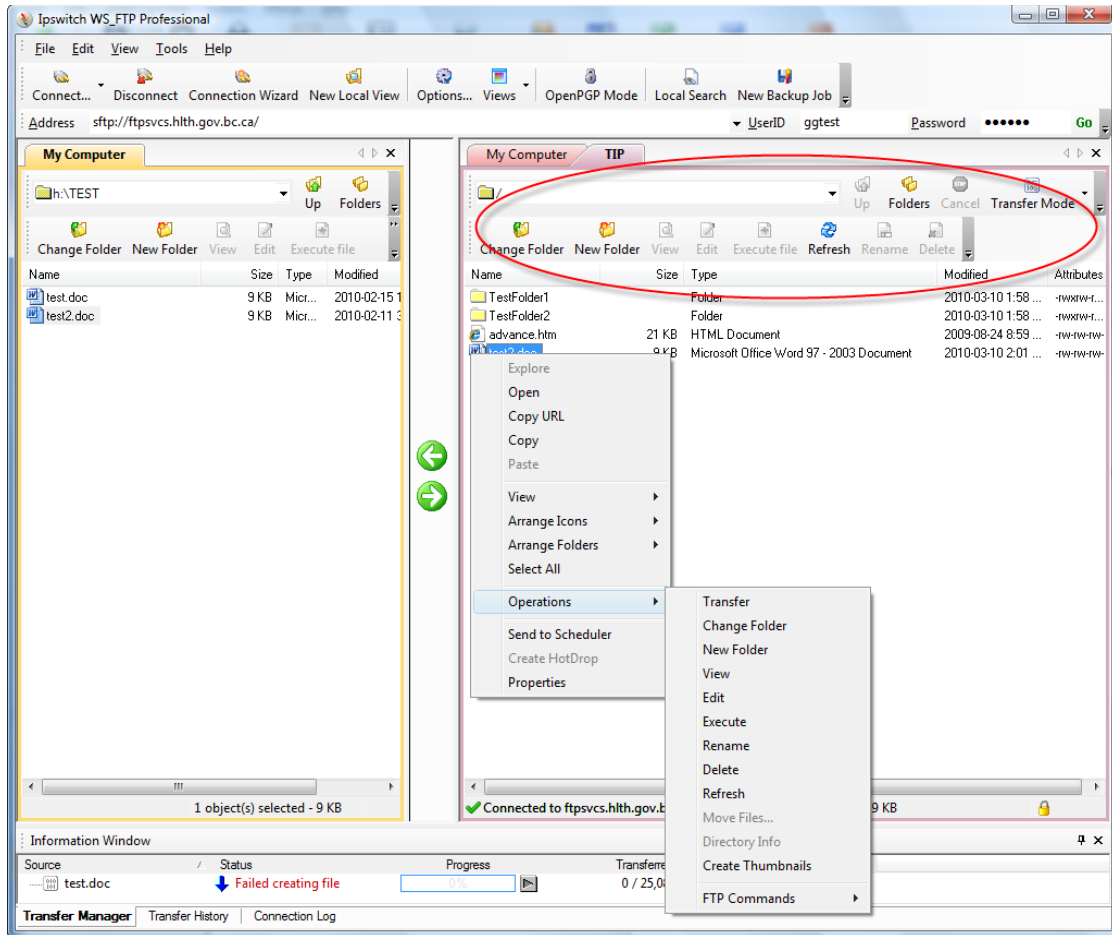 Ipswitch WS_FTP Professional
File Edit View Tools Help
Connect... Disconnect Connection Wizard New Local View Options... Views OpenPGP Mode Local Search New Backup Job
Address sftp://ftpsvcs.hlth.gov.bc.ca/ UserID ggtest Password •••••• Go
My Computer
h:\TEST
Up Folders
Change Folder New Folder View Edit Execute file
Name Size Type Modified
test.doc 9 KB Micr... 2010-02-15 1
test2.doc 9 KB Micr... 2010-02-11 3
1 object(s) selected - 9 KB
My Computer TIP
/
Up Folders Cancel Transfer Mode
Change Folder New Folder View Edit Execute file Refresh Rename Delete
Name Size Type Modified Attributes
TestFolder1 Folder 2010-03-10 1:58 ... -rwxrw-r...
TestFolder2 Folder 2010-03-10 1:58 ... -rwxrw-r...
advance.htm 21 KB HTML Document 2009-08-24 8:59 ... -rw-rw-rw-
test2.doc 9 KB Microsoft Office Word 97 - 2003 Document 2010-03-10 2:01 ... -rw-rw-rw-
Explore
Open
Copy URL
Copy
Paste
View
Arrange Icons
Arrange Folders
Select All
Operations
Send to Scheduler
Create HotDrop
Properties
Transfer
Change Folder
New Folder
View
Edit
Execute
Rename
Delete
Refresh
Move Files...
Directory Info
Create Thumbnails
FTP Commands
Connected to ftpsvcs.hlth.gov.b 9 KB
Information Window
Source Status Progress Transferre
test.doc Failed creating file 0% 0 / 25,08
Transfer Manager Transfer History Connection Log